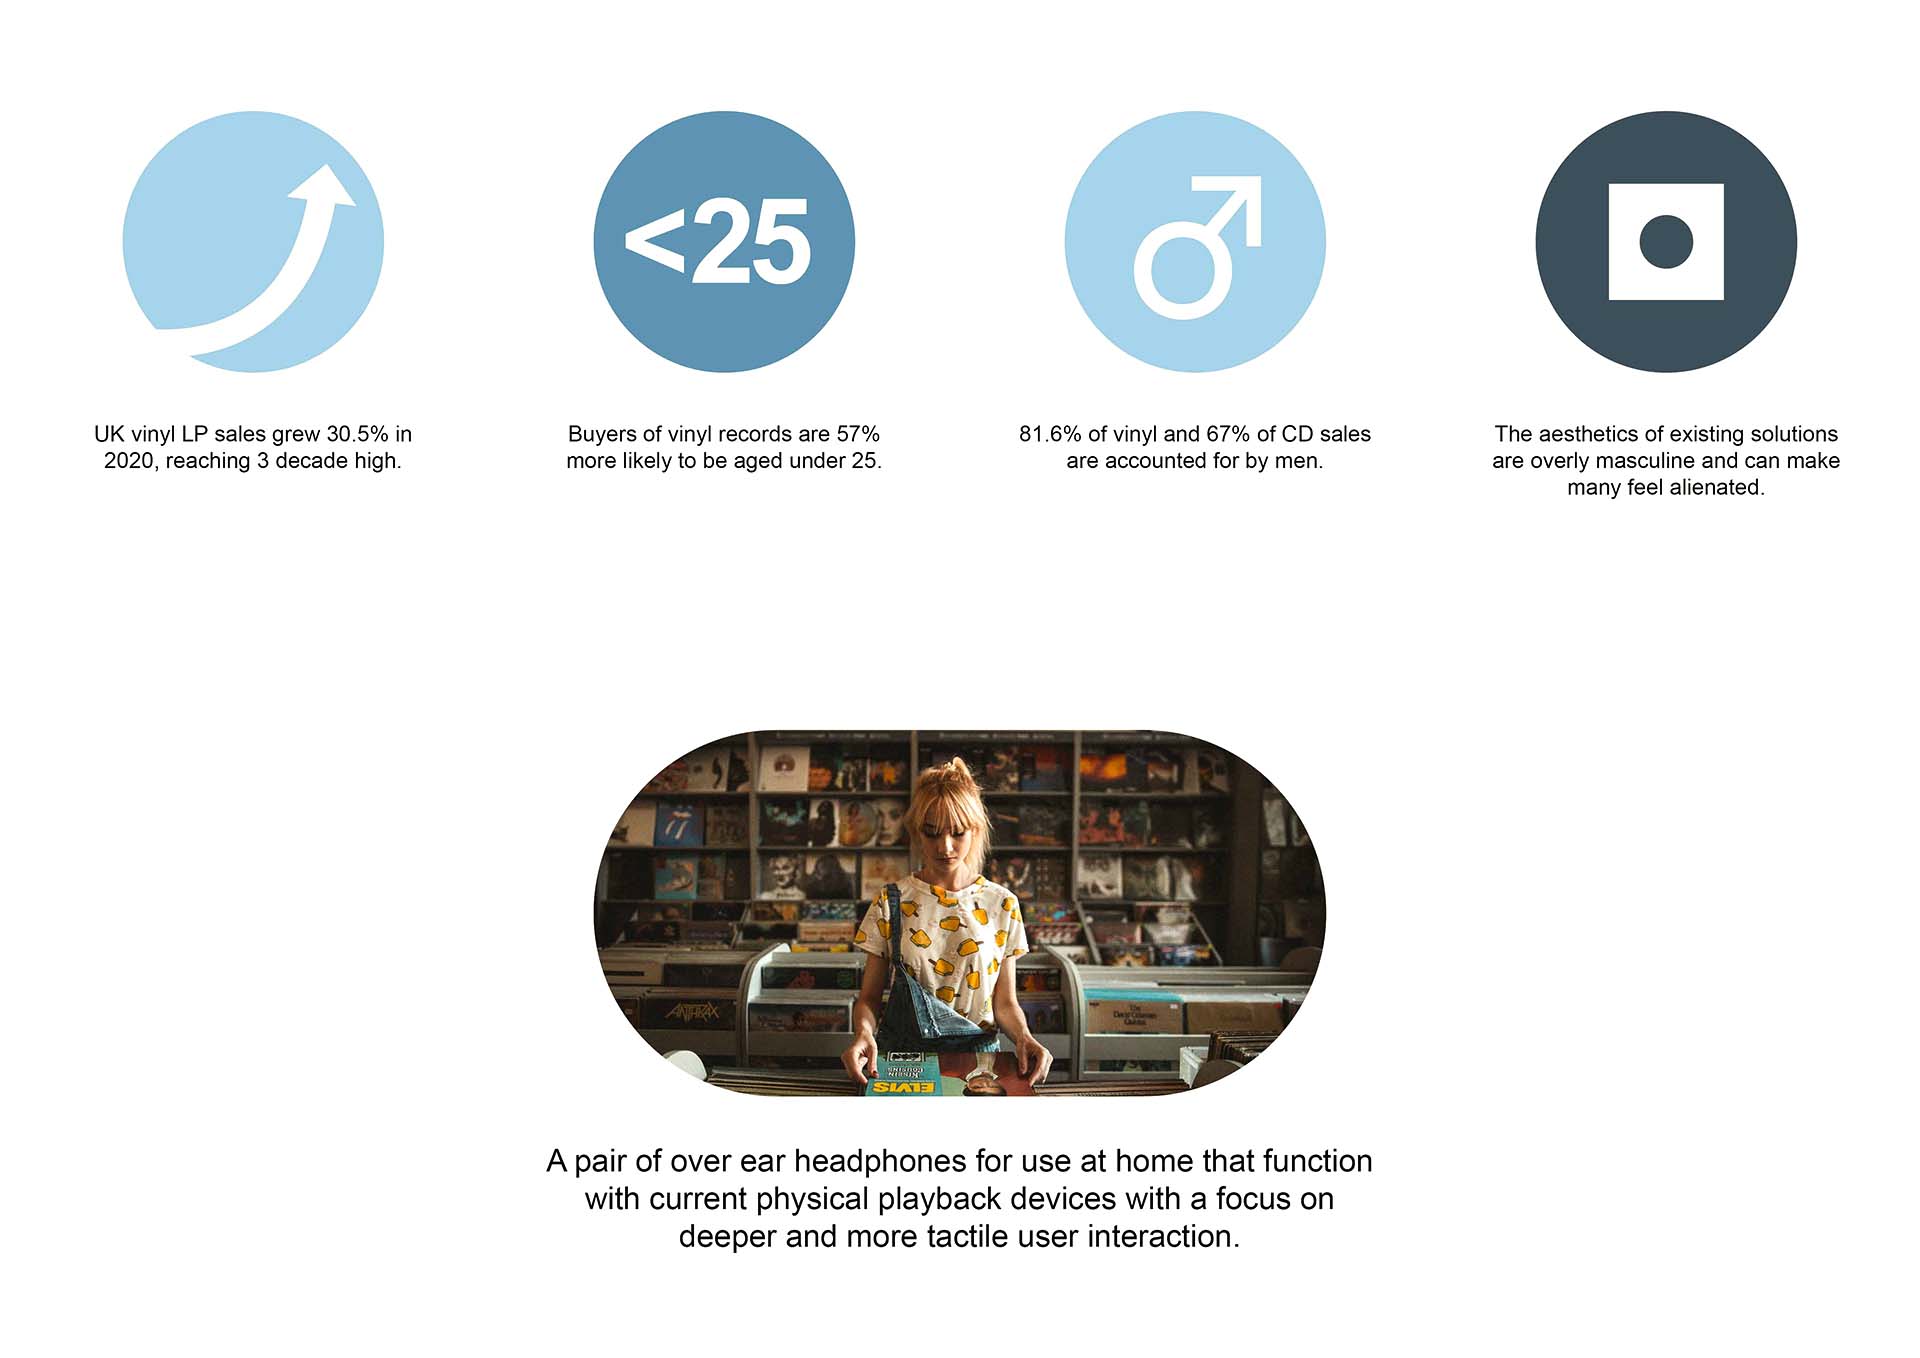 <25
UK vinyl LP sales grew 30.5% in
2020, reaching 3 decade high.
Buyers of vinyl records are 57%
more likely to be aged under 25.
81.6% of vinyl and 67% of CD sales
are accounted for by men.
The aesthetics of existing solutions
are overly masculine and can make
many feel alienated.
ANTHRAX
KISSIN'
COUSINS
ELVIS
A pair of over ear headphones for use at home that function
with current physical playback devices with a focus on
deeper and more tactile user interaction.